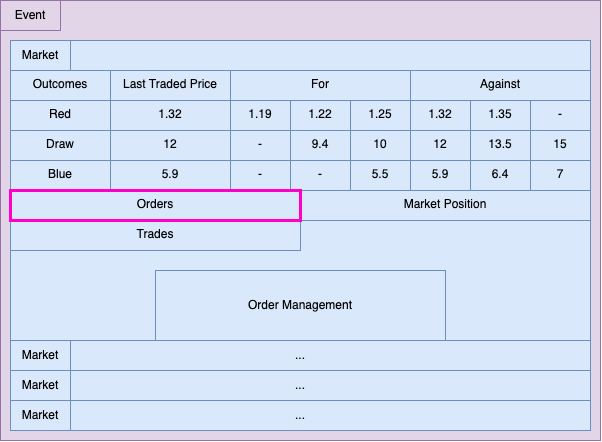 Event
Market
Outcomes Last Traded Price For Against
Red 1.32 1.19 1.22 1.25 1.32 1.35 -
Draw 12 - 9.4 10 12 13.5 15
Blue 5.9 - - 5.5 5.9 6.4 7
Orders Market Position
Trades
Order Management
Market ...
Market ...
Market ...